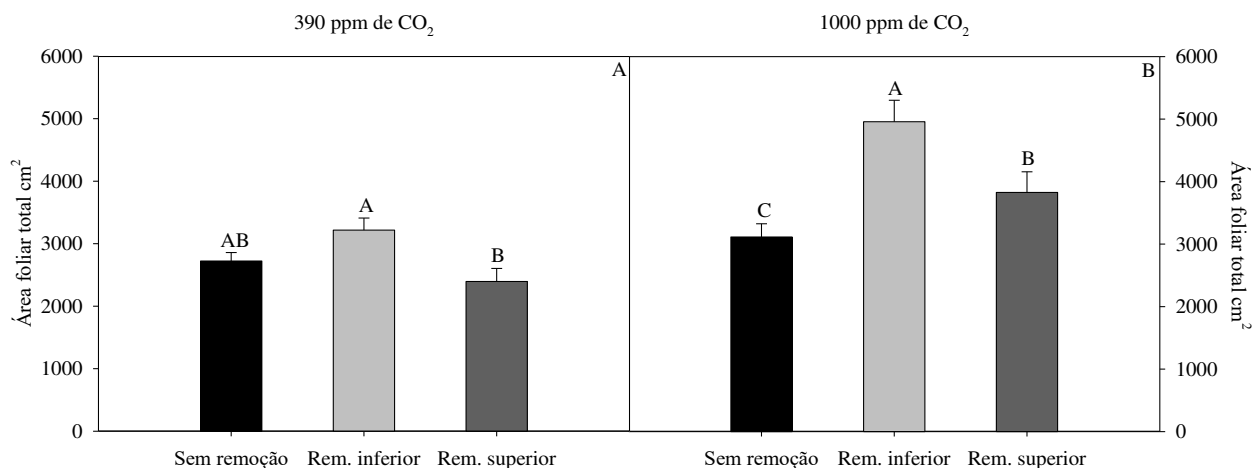 390 ppm de CO2
1000 ppm de CO2
A
B
Área foliar total cm2
6000
5000
4000
3000
2000
1000
0
AB
A
B
C
A
B
6000
5000
4000
3000
2000
1000
0
Área foliar total cm2
Sem remoção Rem. inferior Rem. superior
Sem remoção Rem. inferior Rem. superior